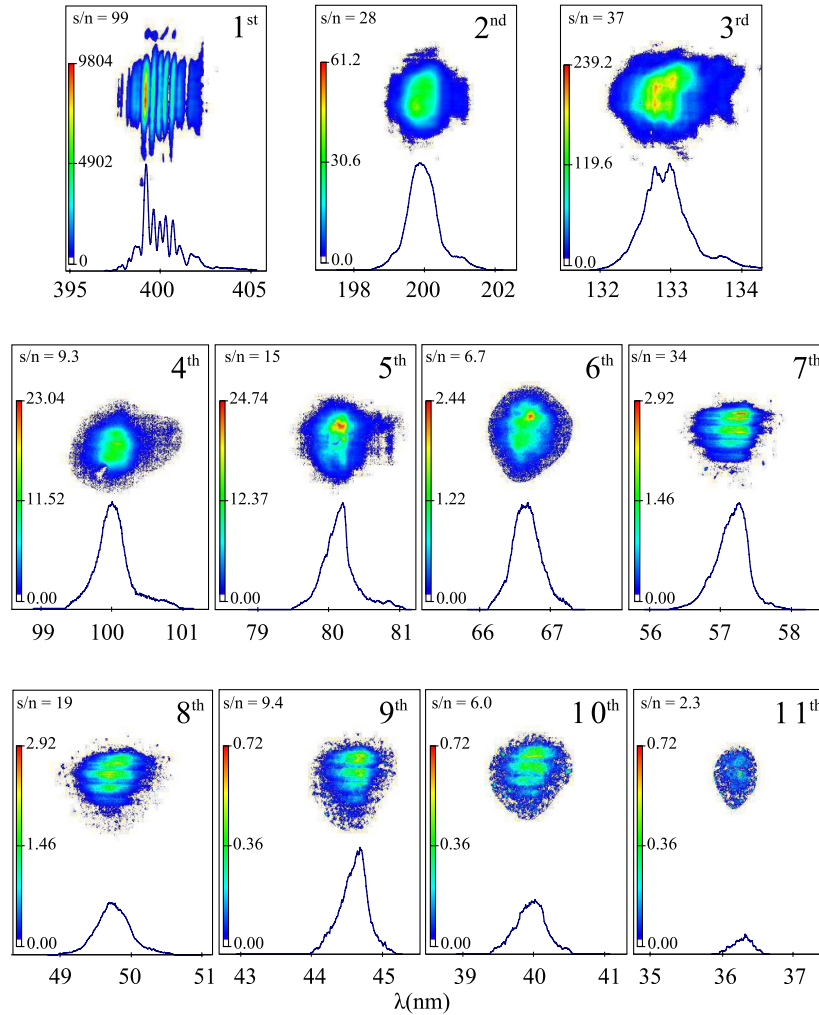 s/n = 99
1st
9804
4902
0
395 400 405
s/n = 28
2nd
61.2
30.6
0.0
198 200 202
s/n = 37
3rd
239.2
119.6
0.0
132 133 134
s/n = 9.3
4th
23.04
11.52
0.00
99 100 101
s/n = 15
5th
24.74
12.37
0.00
79 80 81
s/n = 6.7
6th
2.44
1.22
0.00
66 67
s/n = 34
7th
2.92
1.46
0.00
56 57 58
s/n = 19
8th
2.92
1.46
0.00
49 50 51
s/n = 9.4
9th
0.72
0.36
0.00
43 44 45
s/n = 6.0
10th
0.72
0.36
0.00
39 40 41
s/n = 2.3
11th
0.72
0.36
0.00
35 36 37
λ(nm)